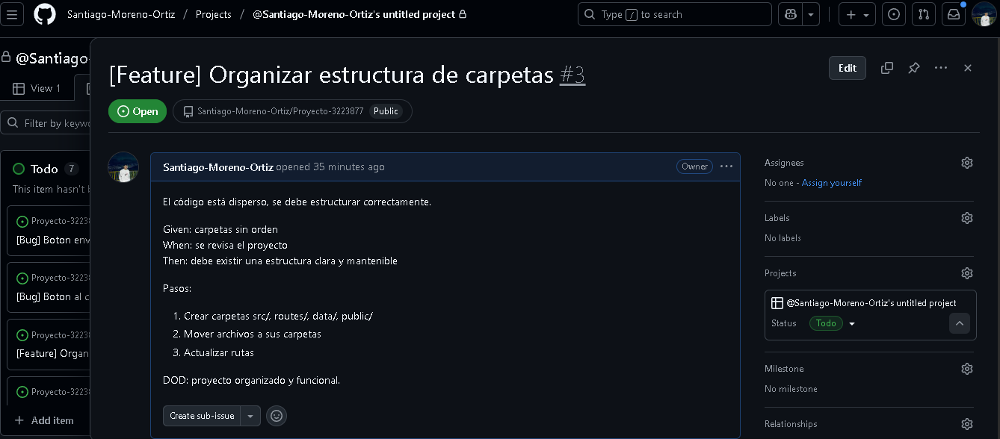 Santiago-Moreno-Ortiz / Projects / @Santiago-Moreno-Ortiz's untitled project
Type / to search
@Santiago-
View 1
Filter by keywo
Todo 7
This item hasn't b
Proyecto-3223
[Bug] Boton env
Proyecto-3223
[Bug] Boton al c
Proyecto-3223
[Feature] Organ
Proyecto-3223
+ Add item
[Feature] Organizar estructura de carpetas #3
Edit
Open
Santiago-Moreno-Ortiz/Proyecto-3223877 Public
Santiago-Moreno-Ortiz opened 35 minutes ago
Owner
El código está disperso, se debe estructurar correctamente.
Given: carpetas sin orden
When: se revisa el proyecto
Then: debe existir una estructura clara y mantenible
Pasos:
1. Crear carpetas src/, routes/, data/, public/
2. Mover archivos a sus carpetas
3. Actualizar rutas
DOD: proyecto organizado y funcional.
Create sub-issue
Assignees
No one - Assign yourself
Labels
No labels
Projects
@Santiago-Moreno-Ortiz's untitled project
Status Todo
Milestone
No milestone
Relationships